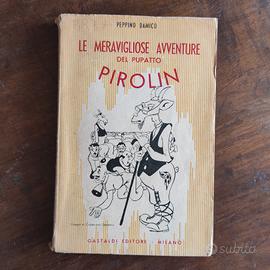 PEPPINO DAMICO
LE MERAVIGLIOSE AVVENTURE
DEL PUPATTO
PIROLIN
GASTALDI EDITORE - MILANO
subito